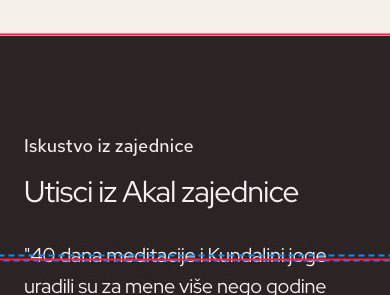 Iskustvo iz zajednice
Utisci iz Akal zajednice
"40 dana meditacije i Kundalini joge
uradili su za mene više nego godine